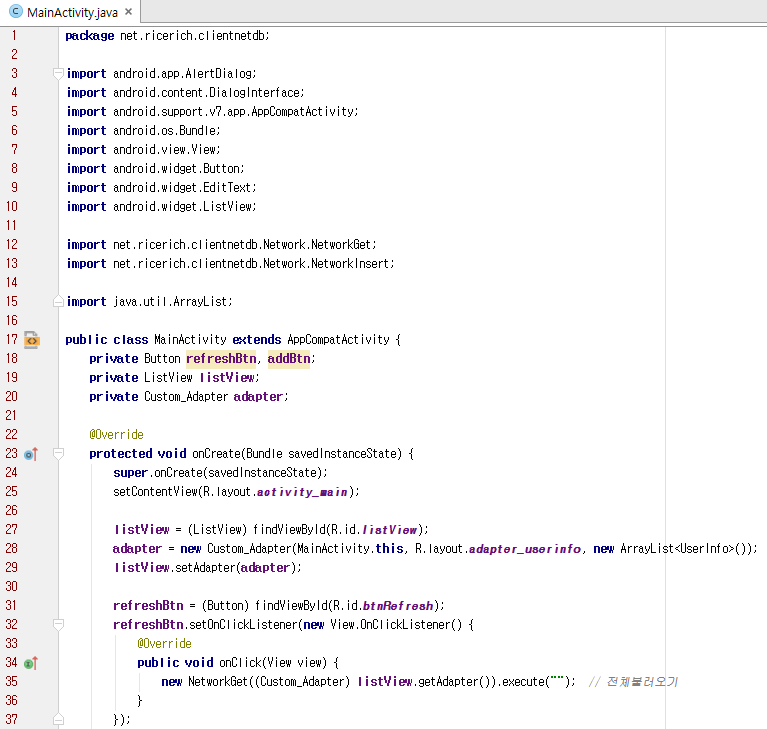 MainActivity.java
1 package net.ricerich.clientnetdb;
2
3 import android.app.AlertDialog;
4 import android.content.DialogInterface;
5 import android.support.v7.app.AppCompatActivity;
6 import android.os.Bundle;
7 import android.view.View;
8 import android.widget.Button;
9 import android.widget.EditText;
10 import android.widget.ListView;
11
12 import net.ricerich.clientnetdb.Network.NetworkGet;
13 import net.ricerich.clientnetdb.Network.NetworkInsert;
14
15 import java.util.ArrayList;
16
17 public class MainActivity extends AppCompatActivity {
18 private Button refreshBtn, addBtn;
19 private ListView listView;
20 private Custom_Adapter adapter;
21
22 @Override
23 protected void onCreate(Bundle savedInstanceState) {
24 super.onCreate(savedInstanceState);
25 setContentView(R.layout.activity_main);
26
27 listView = (ListView) findViewById(R.id.listView);
28 adapter = new Custom_Adapter(MainActivity.this, R.layout.adapter_userinfo, new ArrayList<UserInfo>());
29 listView.setAdapter(adapter);
30
31 refreshBtn = (Button) findViewById(R.id.btnRefresh);
32 refreshBtn.setOnClickListener(new View.OnClickListener() {
33 @Override
34 public void onClick(View view) {
35 new NetworkGet((Custom_Adapter) listView.getAdapter()).execute(""); // 전체불러오기
36 }
37 });